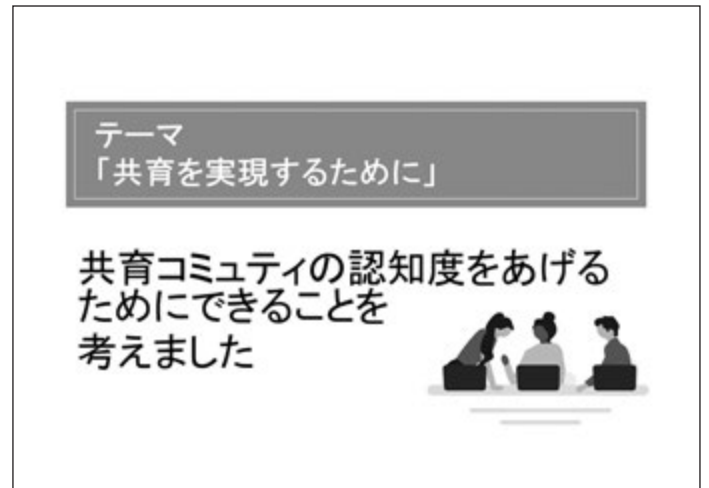 テーマ
「共育を実現するために」
共育コミュティの認知度をあげる
ためにできることを
考えました